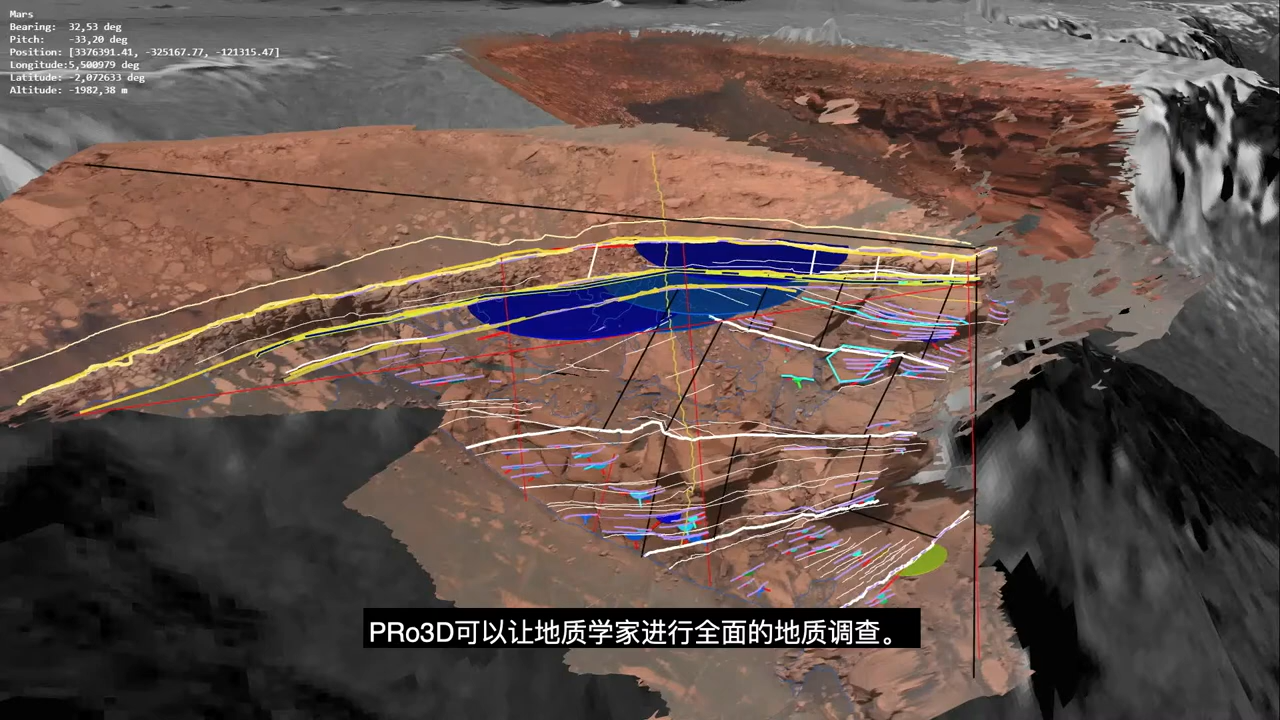 Mars
Bearing: 32,53 deg
Pitch: -33,20 deg
Position: [3376391.41, -325167.77, -121315.47]
Longitude:5,500979 deg
Latitude: -2,072633 deg
Altitude: -1982,38 m
PRo3D可以让地质学家进行全面的地质调查。